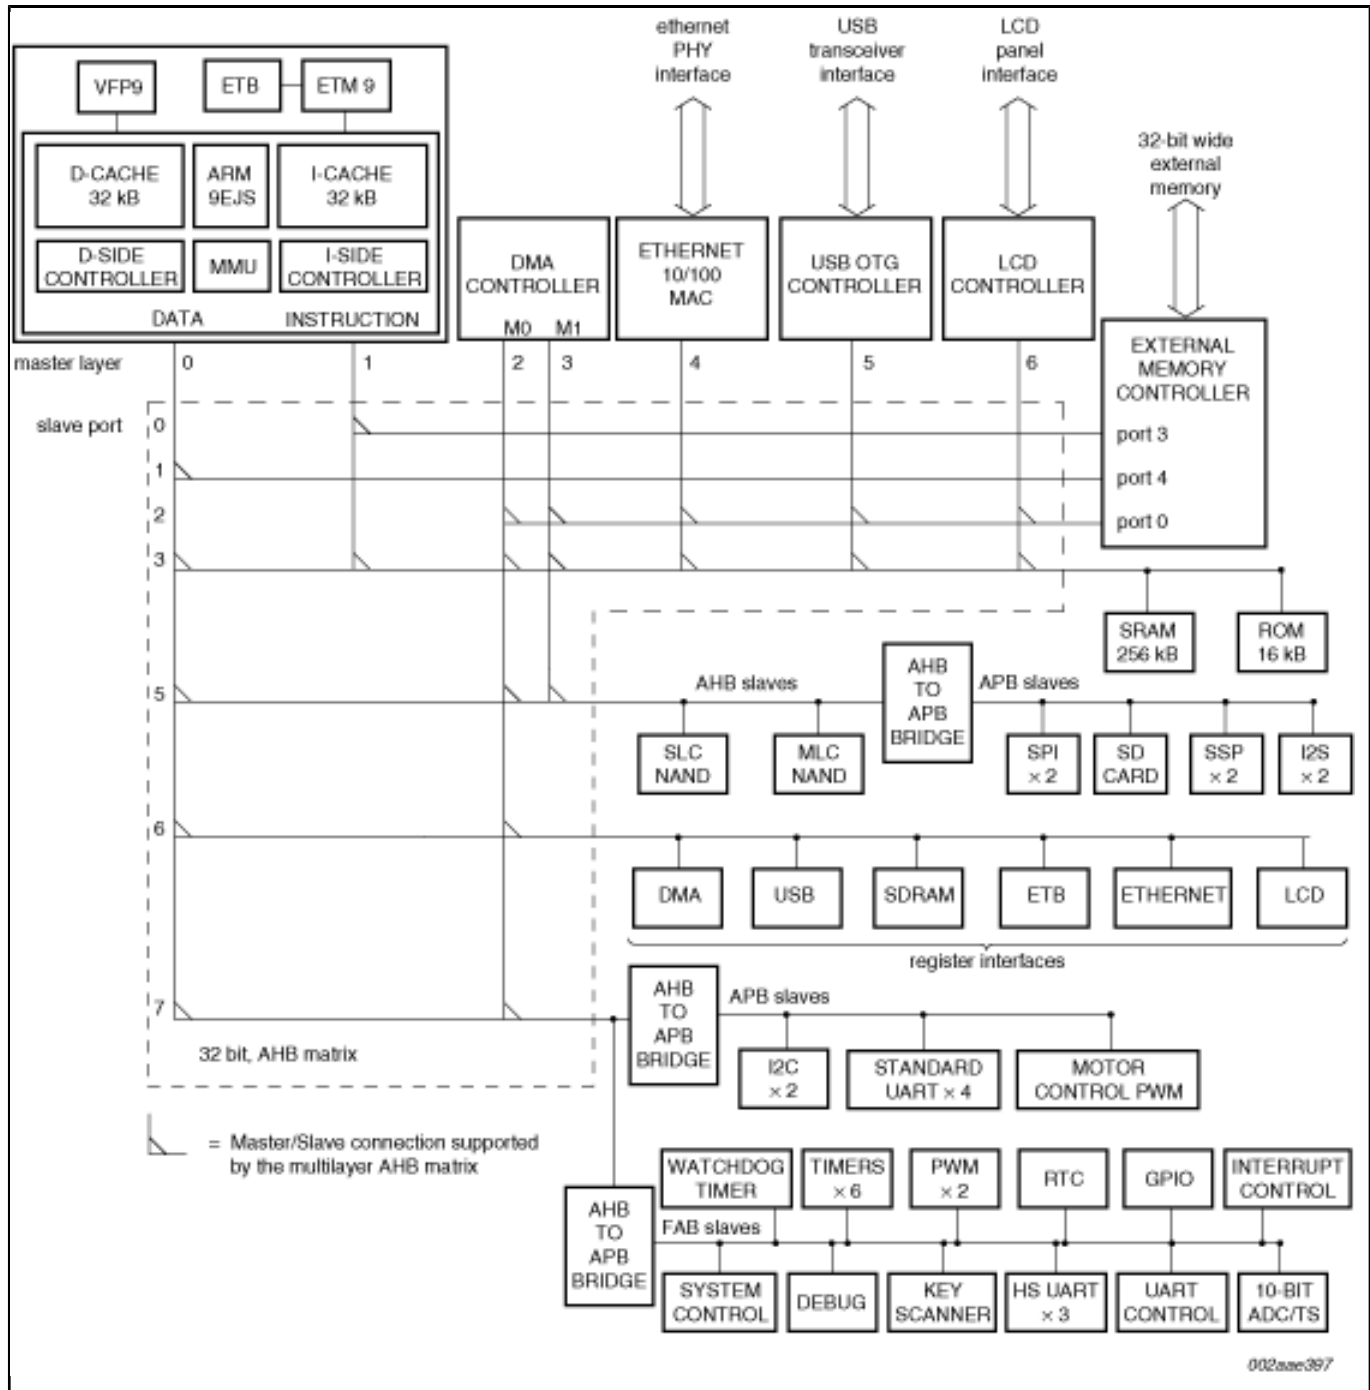 ethernet
PHY
interface
USB
transceiver
interface
LCD
panel
interface
32-bit wide
external
memory
VFP9
ETB
ETM 9
D-CACHE
32 kB
ARM
9EJS
I-CACHE
32 kB
D-SIDE
CONTROLLER
MMU
I-SIDE
CONTROLLER
DATA
INSTRUCTION
DMA
CONTROLLER
M0
M1
ETHERNET
10/100
MAC
USB OTG
CONTROLLER
LCD
CONTROLLER
EXTERNAL
MEMORY
CONTROLLER
port 3
port 4
port 0
master layer
0
1
2
3
4
5
6
slave port
0
1
2
3
5
6
7
SRAM
256 kB
ROM
16 kB
AHB slaves
AHB
TO
APB
BRIDGE
APB slaves
SLC
NAND
MLC
NAND
SPI
× 2
SD
CARD
SSP
× 2
I2S
× 2
DMA
USB
SDRAM
ETB
ETHERNET
LCD
register interfaces
AHB
TO
APB
BRIDGE
APB slaves
I2C
× 2
STANDARD
UART × 4
MOTOR
CONTROL PWM
32 bit, AHB matrix
= Master/Slave connection supported
by the multilayer AHB matrix
AHB
TO
APB
BRIDGE
WATCHDOG
TIMER
TIMERS
× 6
PWM
× 2
RTC
GPIO
INTERRUPT
CONTROL
FAB slaves
SYSTEM
CONTROL
DEBUG
KEY
SCANNER
HS UART
× 3
UART
CONTROL
10-BIT
ADC/TS
002aae397